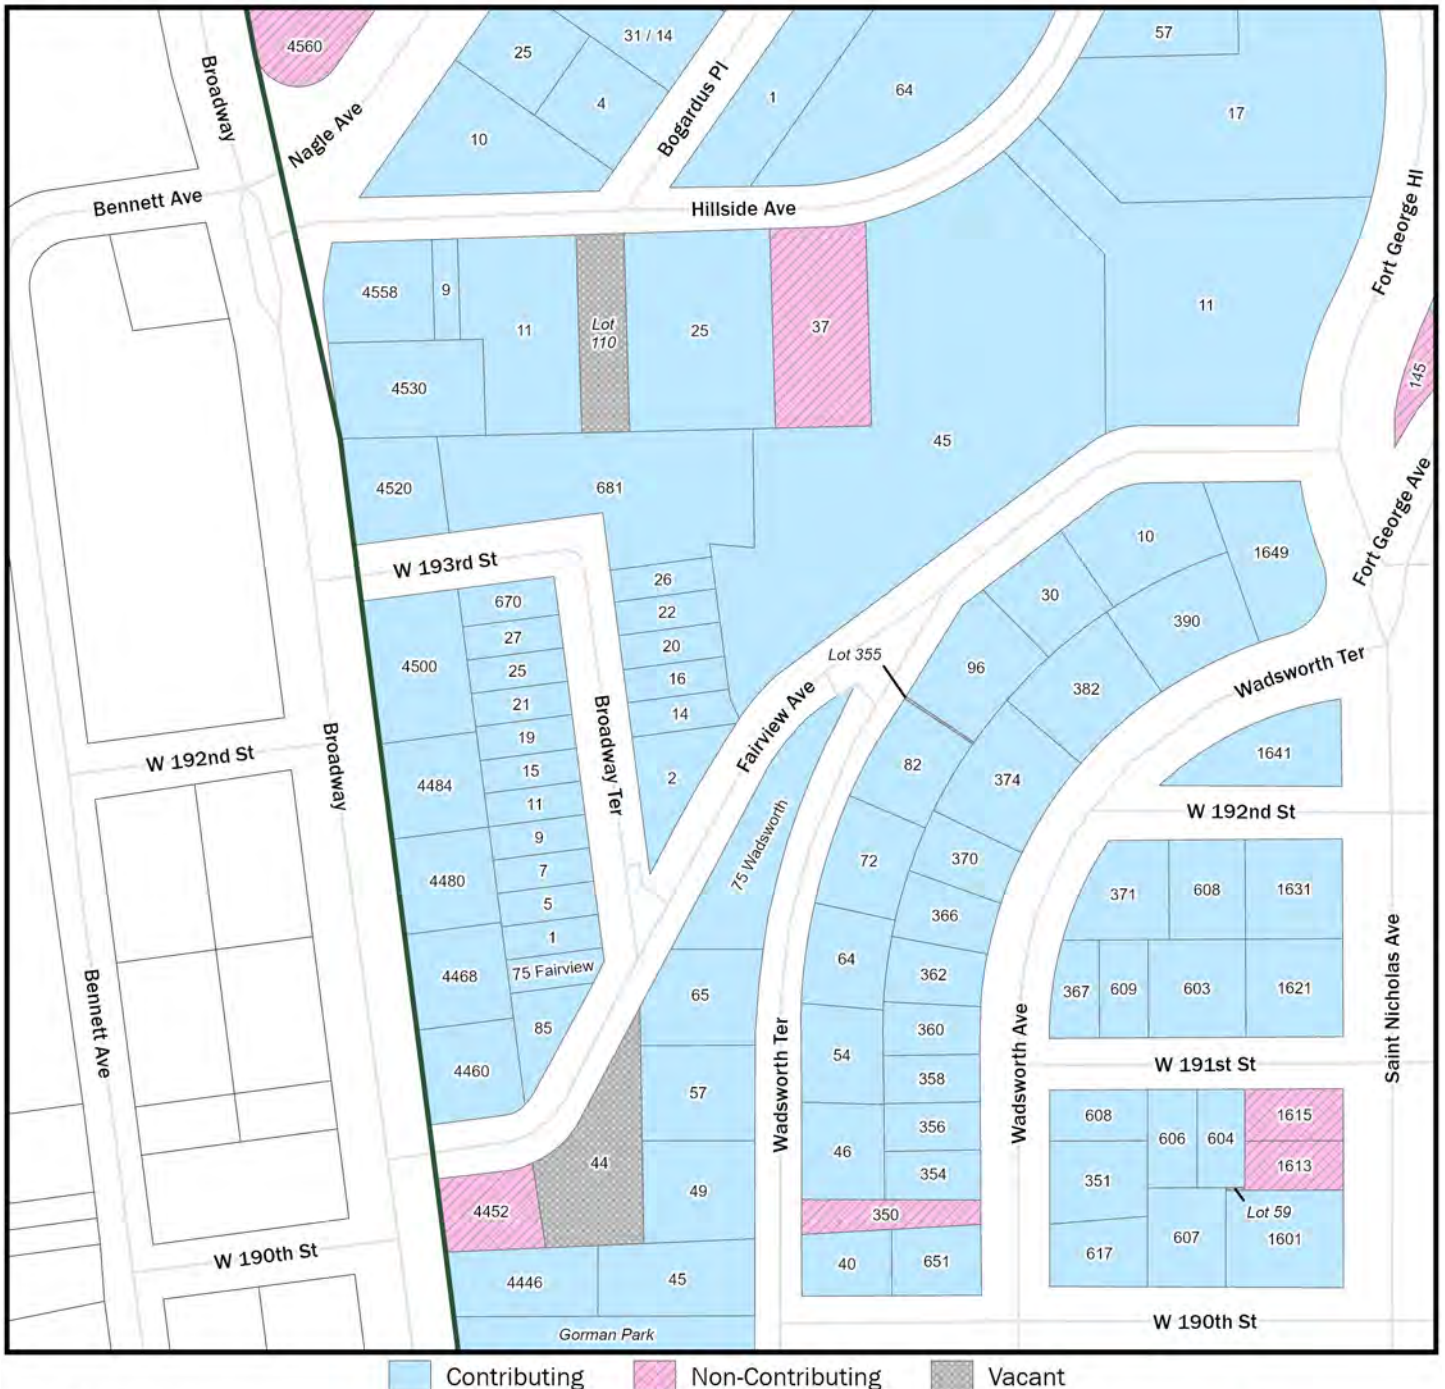 4560
Broadway
Nagle Ave
25
31 / 14
4
10
Bogardus Pl
1
64
57
17
Bennett Ave
Hillside Ave
Fort George Hl
4558
9
11
Lot
110
25
37
11
145
4530
45
4520
681
Fort George Ave
W 193rd St
26
22
20
16
14
2
10
1649
30
390
96
382
Lot 355
Wadsworth Ter
670
27
25
21
19
15
11
9
7
5
1
75 Fairview
85
4500
4484
4480
4468
4460
Broadway Ter
Fairview Ave
75 Wadsworth
W 192nd St
Broadway
Bennett Ave
82
374
72
370
366
64
362
360
54
358
356
46
354
350
40
651
1641
W 192nd St
371
608
1631
367
609
603
1621
Saint Nicholas Ave
Wadsworth Ter
Wadsworth Ave
W 191st St
65
57
44
49
608
606
604
1615
351
1613
Lot 59
617
607
1601
4452
W 190th St
4446
45
Gorman Park
W 190th St
Contributing
Non-Contributing
Vacant